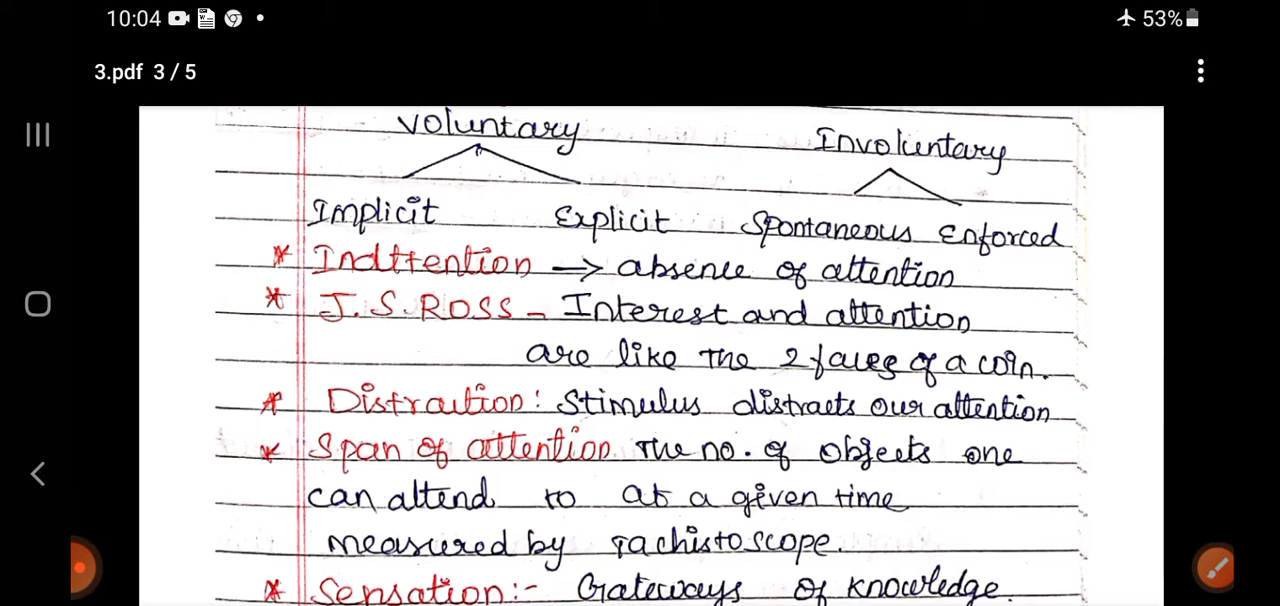 10:04
53%
3.pdf 3/5
Voluntary Involuntary
Implicit Explicit Spontaneous Enforced
* Inattention → absence of attention
* J.S. ROSS - Interest and attention
are like the 2 faces of a coin.
* Distraction: Stimulus distracts our attention
* Span of attention. The no. of objects one
can attend to at a given time
measured by Tachistoscope.
* Sensation:- Gateways of knowledge.